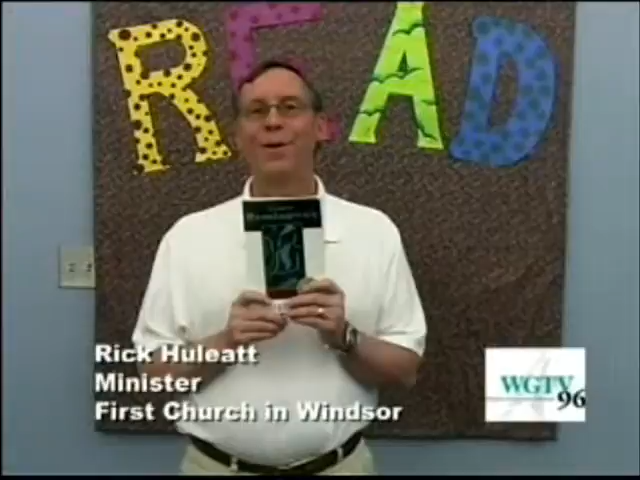 READ
Rick Huleatt
Minister
First Church in Windsor
WGTV
96